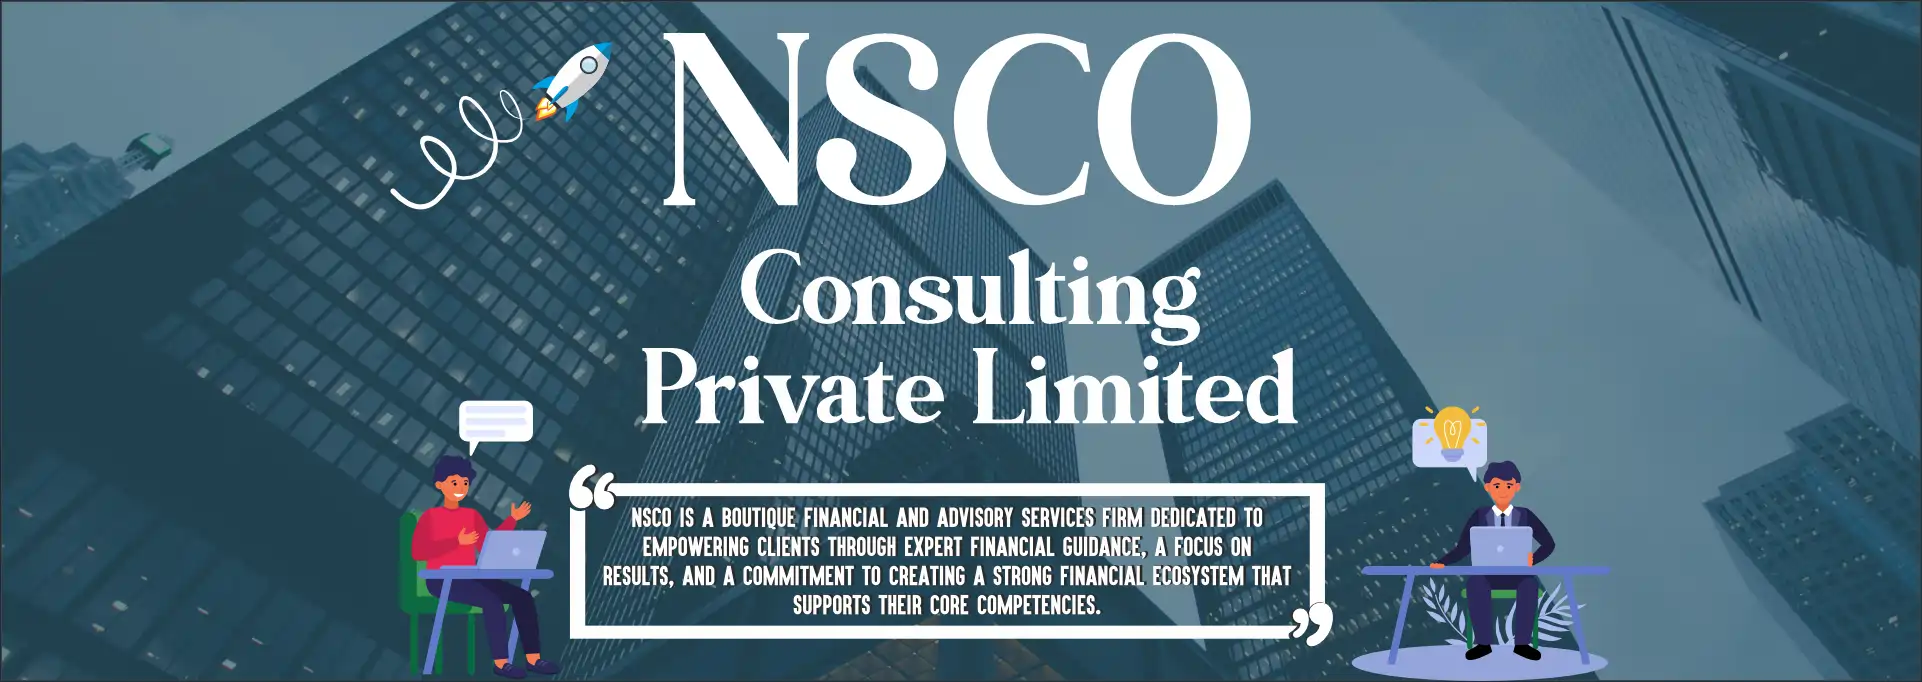 NSCO
Consulting
Private Limited
NSCO IS A BOUTIQUE FINANCIAL AND ADVISORY SERVICES FIRM DEDICATED TO
EMPOWERING CLIENTS THROUGH EXPERT FINANCIAL GUIDANCE, A FOCUS ON
RESULTS, AND A COMMITMENT TO CREATING A STRONG FINANCIAL ECOSYSTEM THAT
SUPPORTS THEIR CORE COMPETENCIES.